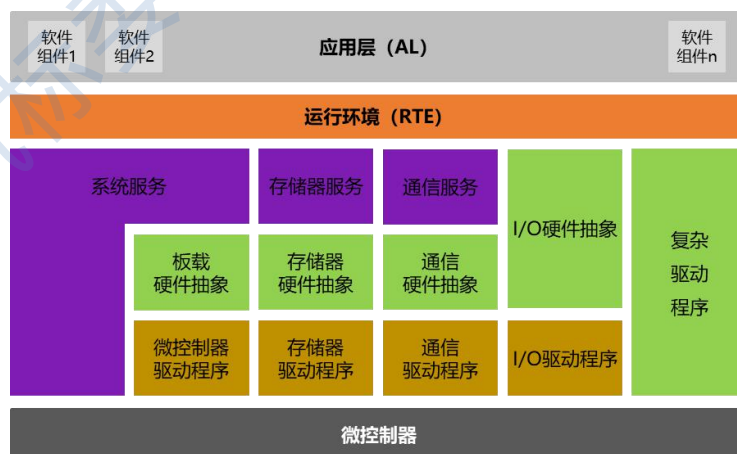 软件
组件1
软件
组件2
应用层（AL）
软件
组件n
运行环境（RTE）
系统服务
存储器服务
通信服务
I/O硬件抽象
复杂
驱动
程序
板载
硬件抽象
存储器
硬件抽象
通信
硬件抽象
微控制器
驱动程序
存储器
驱动程序
通信
驱动程序
I/O驱动程序
微控制器